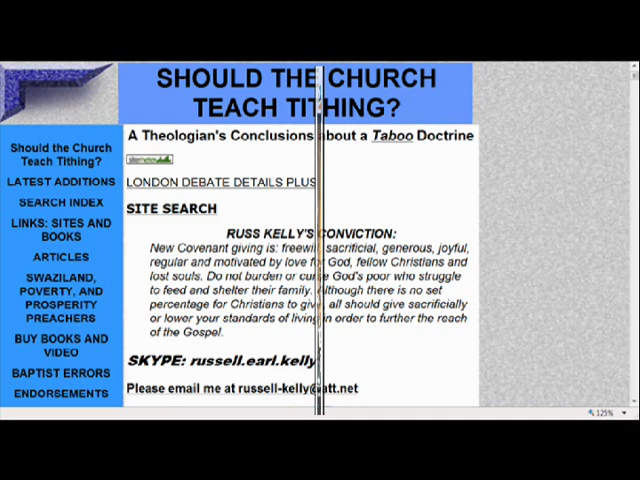 SHOULD THE CHURCH
TEACH TITHING?
A Theologian's Conclusions about a Taboo Doctrine
LONDON DEBATE DETAILS PLUS
SITE SEARCH
RUSS KELLY'S CONVICTION:
New Covenant giving is: freewill, sacrificial, generous, joyful,
regular and motivated by love for God, fellow Christians and
lost souls. Do not burden or curse God's poor who struggle
to feed and shelter their family. Although there is no set
percentage for Christians to give, all should give sacrificially
or lower your standards of living in order to further the reach
of the Gospel.
SKYPE: russell.earl.kelly
Please email me at russell-kelly@att.net
Should the Church
Teach Tithing?
LATEST ADDITIONS
SEARCH INDEX
LINKS: SITES AND
BOOKS
ARTICLES
SWAZILAND,
POVERTY, AND
PROSPERITY
PREACHERS
BUY BOOKS AND
VIDEO
BAPTIST ERRORS
ENDORSEMENTS
125%